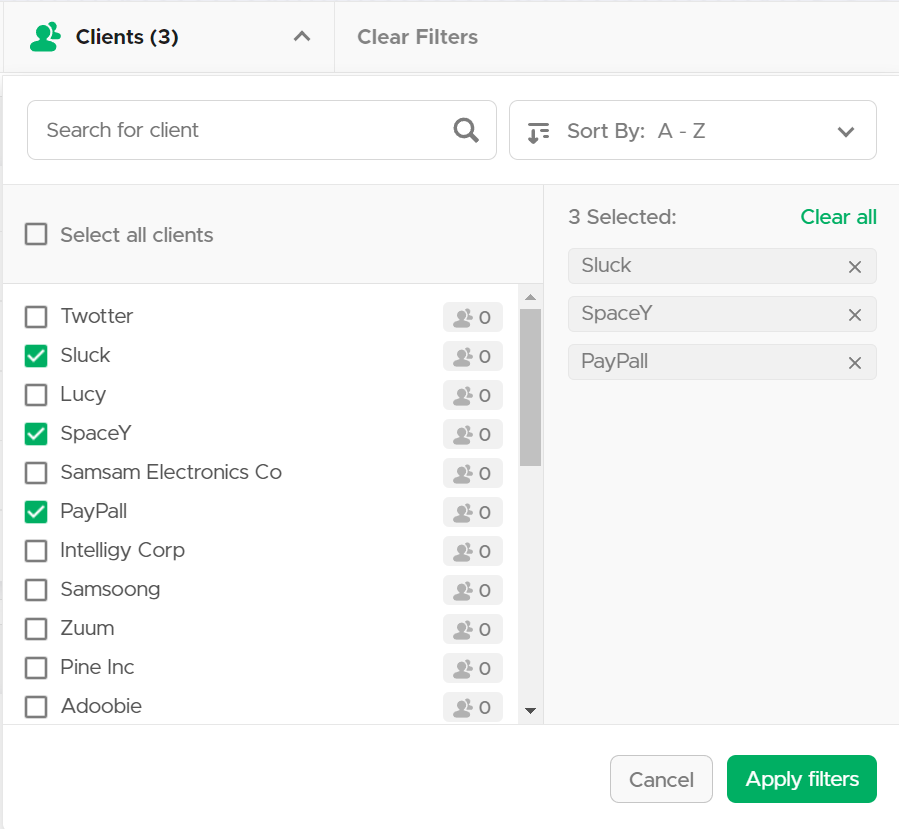 Clients (3)
Clear Filters
Search for client
Sort By: A - Z
Select all clients
Twotter 0
Sluck 0
Lucy 0
SpaceY 0
Samsam Electronics Co 0
PayPall 0
Intelligy Corp 0
Samsoong 0
Zuum 0
Pine Inc 0
Adoobie 0
3 Selected: Clear all
Sluck
SpaceY
PayPall
Cancel
Apply filters